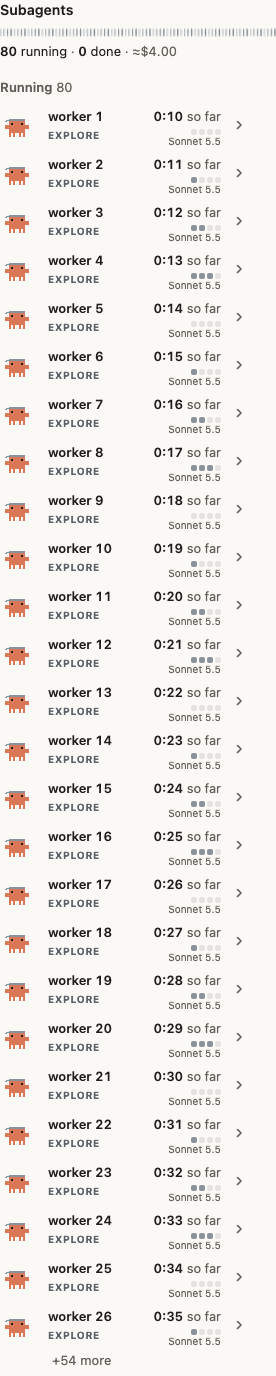 Subagents
80 running · 0 done · ≈$4.00
Running 80
worker 1 0:10 so far
EXPLORE
Sonnet 5.5
worker 2 0:11 so far
EXPLORE
Sonnet 5.5
worker 3 0:12 so far
EXPLORE
Sonnet 5.5
worker 4 0:13 so far
EXPLORE
Sonnet 5.5
worker 5 0:14 so far
EXPLORE
Sonnet 5.5
worker 6 0:15 so far
EXPLORE
Sonnet 5.5
worker 7 0:16 so far
EXPLORE
Sonnet 5.5
worker 8 0:17 so far
EXPLORE
Sonnet 5.5
worker 9 0:18 so far
EXPLORE
Sonnet 5.5
worker 10 0:19 so far
EXPLORE
Sonnet 5.5
worker 11 0:20 so far
EXPLORE
Sonnet 5.5
worker 12 0:21 so far
EXPLORE
Sonnet 5.5
worker 13 0:22 so far
EXPLORE
Sonnet 5.5
worker 14 0:23 so far
EXPLORE
Sonnet 5.5
worker 15 0:24 so far
EXPLORE
Sonnet 5.5
worker 16 0:25 so far
EXPLORE
Sonnet 5.5
worker 17 0:26 so far
EXPLORE
Sonnet 5.5
worker 18 0:27 so far
EXPLORE
Sonnet 5.5
worker 19 0:28 so far
EXPLORE
Sonnet 5.5
worker 20 0:29 so far
EXPLORE
Sonnet 5.5
worker 21 0:30 so far
EXPLORE
Sonnet 5.5
worker 22 0:31 so far
EXPLORE
Sonnet 5.5
worker 23 0:32 so far
EXPLORE
Sonnet 5.5
worker 24 0:33 so far
EXPLORE
Sonnet 5.5
worker 25 0:34 so far
EXPLORE
Sonnet 5.5
worker 26 0:35 so far
EXPLORE
Sonnet 5.5
+54 more